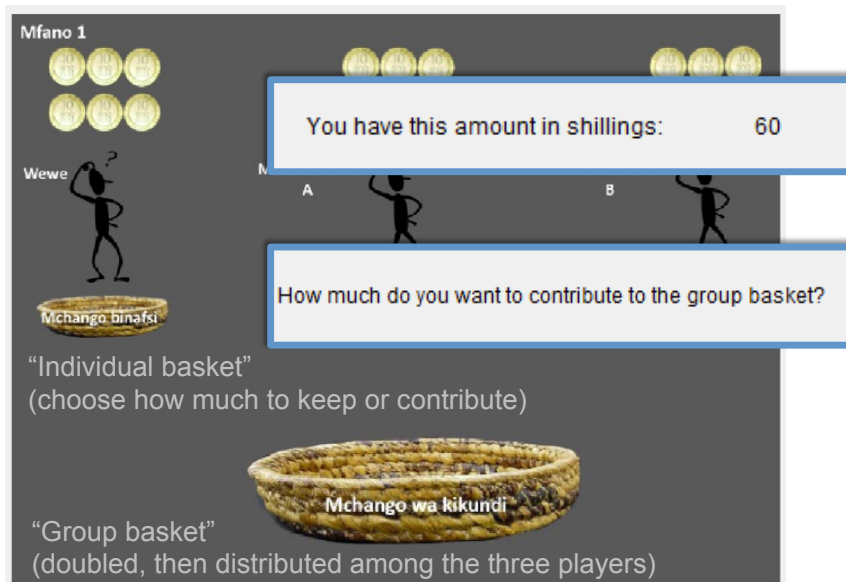 Mfano 1
You have this amount in shillings: 60
Wewe
A
B
How much do you want to contribute to the group basket?
Mchango binafsi
“Individual basket”
(choose how much to keep or contribute)
Mchango wa kikundi
“Group basket”
(doubled, then distributed among the three players)